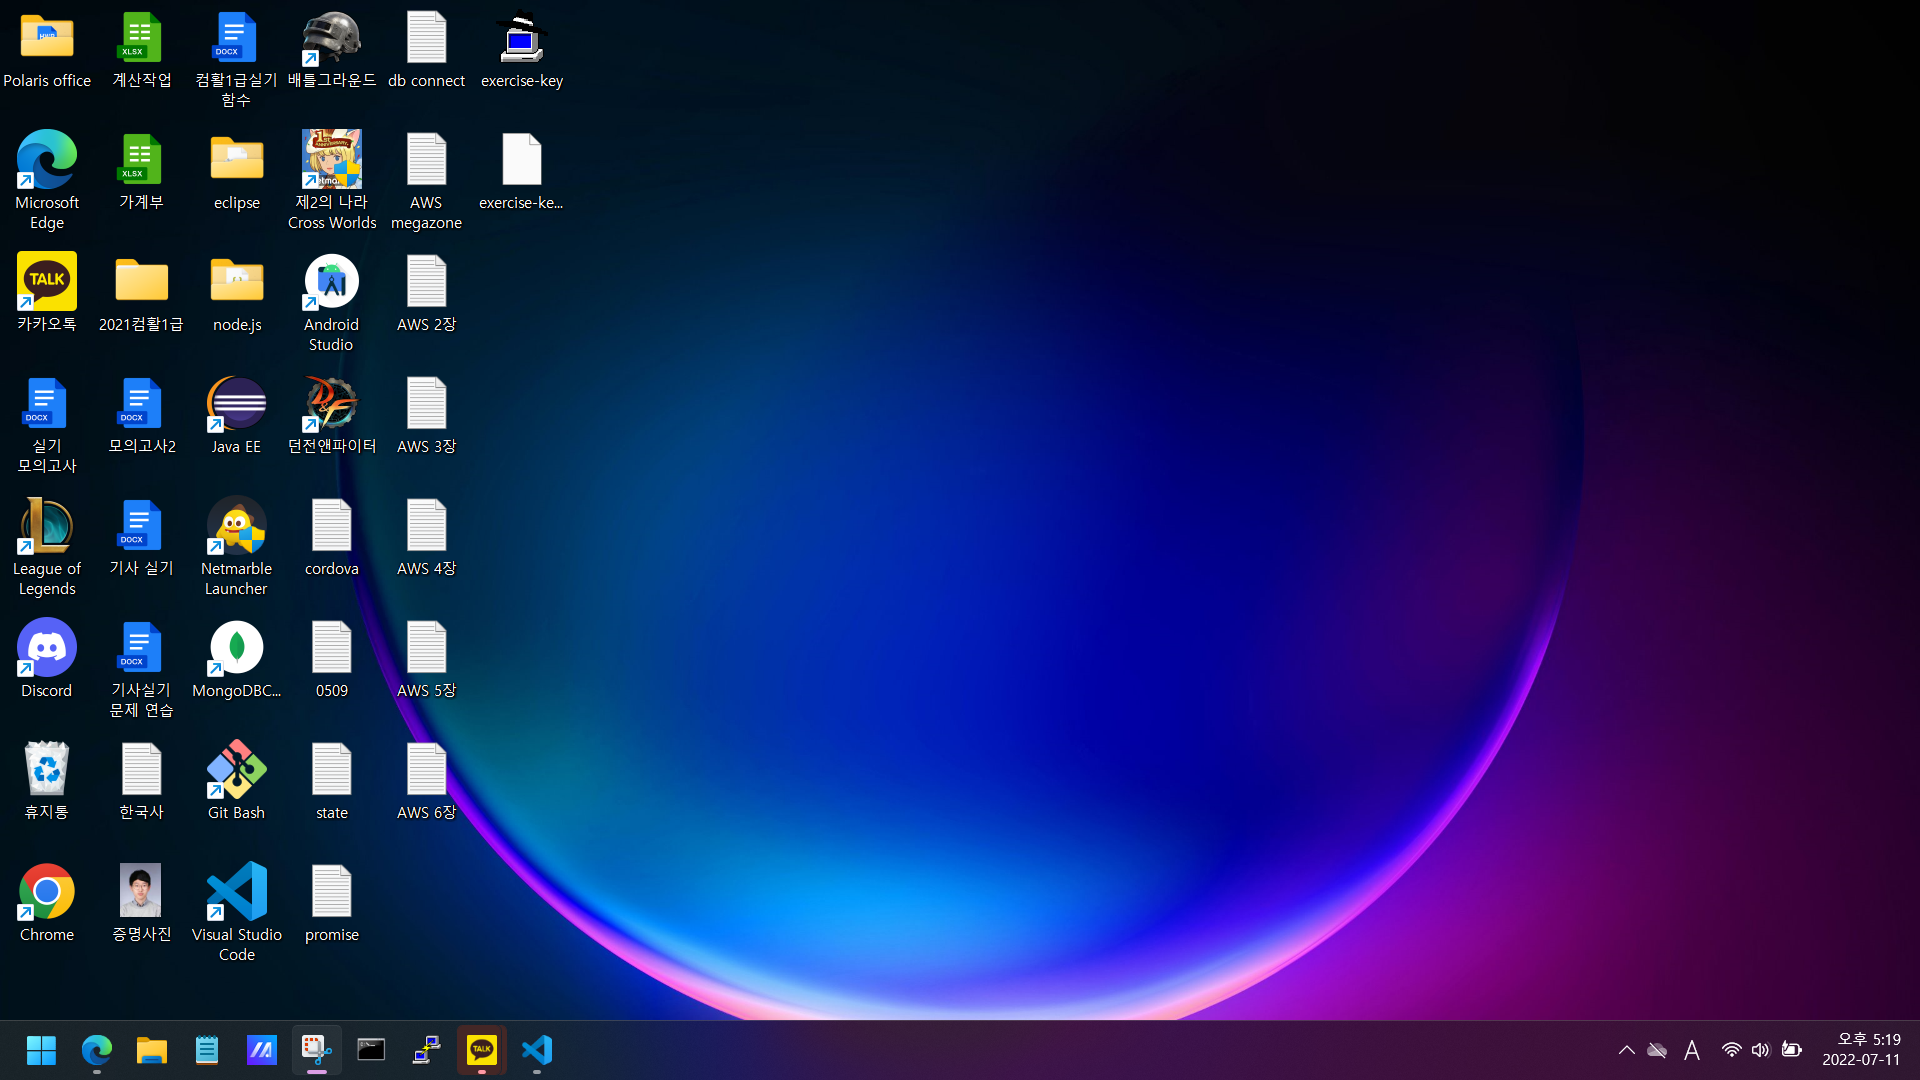 Polaris office
계산작업
컴활1급실기
함수
배틀그라운드
db connect
exercise-key
Microsoft
Edge
XLSX
가계부
eclipse
제2의 나라
Cross Worlds
AWS
megazone
exercise-ke...
TALK
카카오톡
2021컴활1급
node.js
Android
Studio
AWS 2장
DOCX
실기
모의고사
DOCX
모의고사2
Java EE
던전앤파이터
AWS 3장
League of
Legends
DOCX
기사 실기
Netmarble
Launcher
cordova
AWS 4장
Discord
DOCX
기사실기
문제 연습
MongoDBC...
0509
AWS 5장
휴지통
한국사
Git Bash
state
AWS 6장
Chrome
증명사진
Visual Studio
Code
promise
TALK
A
오후 5:19
2022-07-11